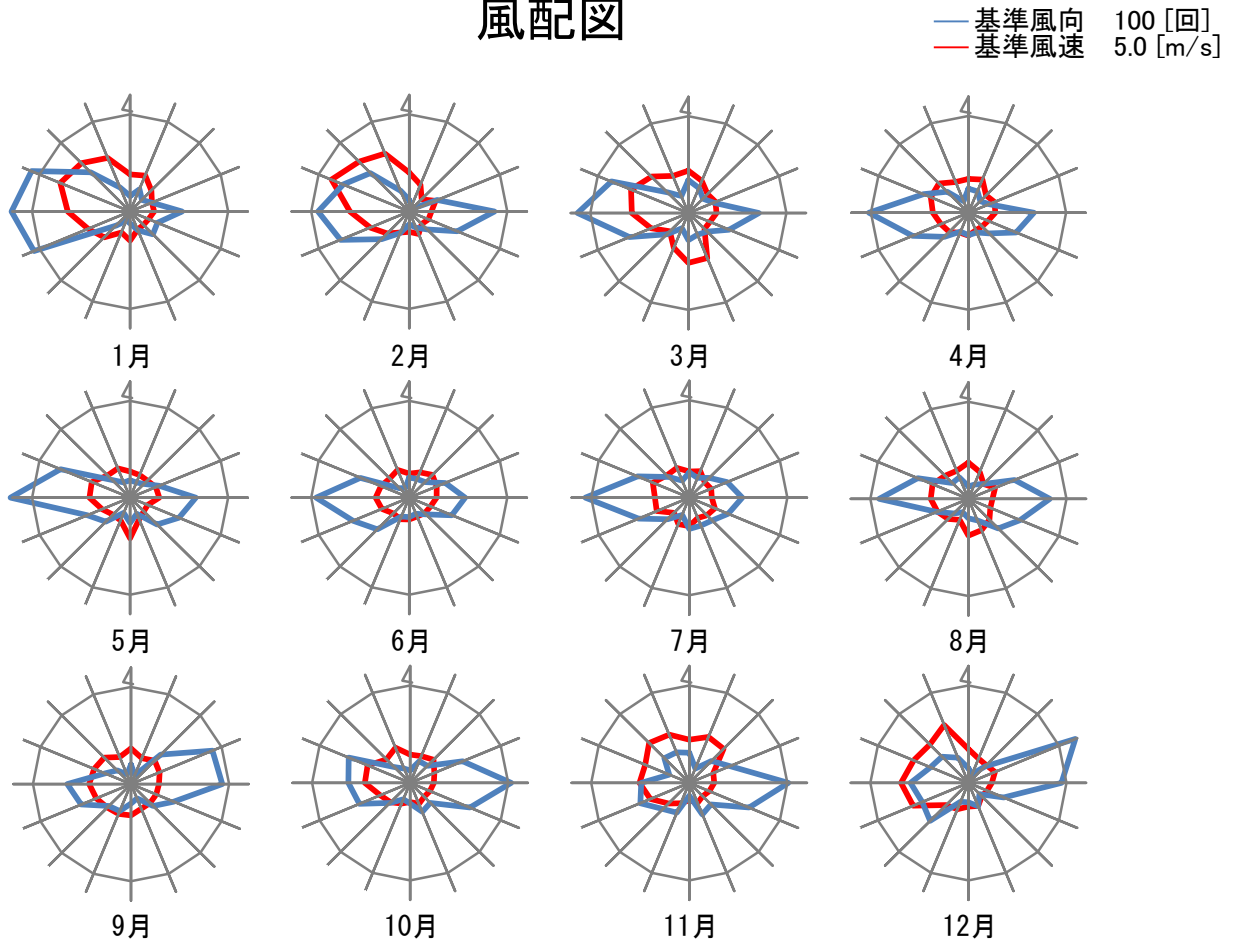 風配図
基準風向 100 [回]
基準風速 5.0 [m/s]
1月 2月 3月 4月
5月 6月 7月 8月
9月 10月 11月 12月